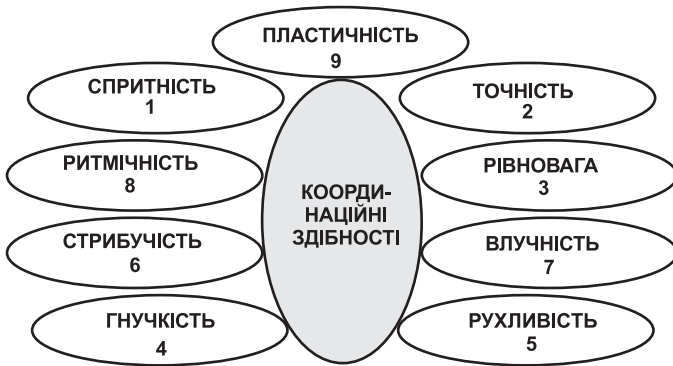 ПЛАСТИЧНІСТЬ
9
СПРИТНІСТЬ
1
ТОЧНІСТЬ
2
РИТМІЧНІСТЬ
8
РІВНОВАГА
3
КООРДИ-
НАЦІЙНІ
ЗДІБНОСТІ
СТРИБУЧІСТЬ
6
ВЛУЧНІСТЬ
7
ГНУЧКІСТЬ
4
РУХЛИВІСТЬ
5